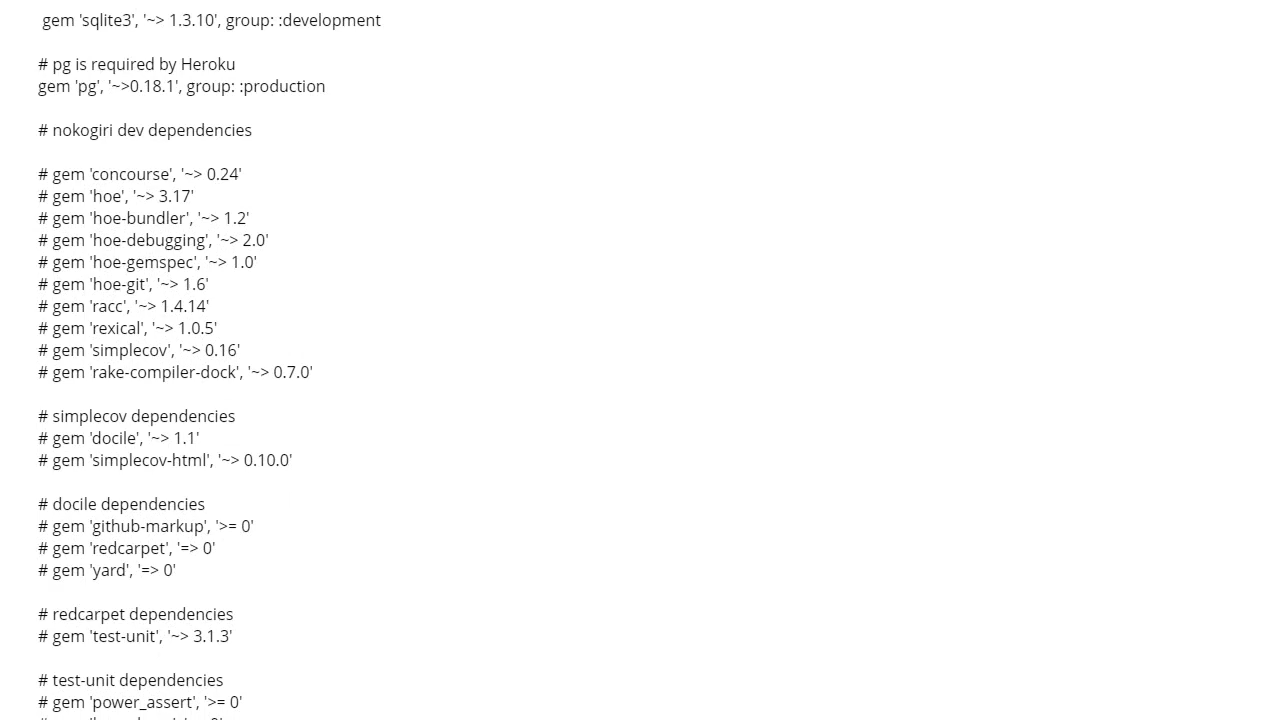 gem 'sqlite3', '~> 1.3.10', group: :development
# pg is required by Heroku
gem 'pg', '~>0.18.1', group: :production
# nokogiri dev dependencies
# gem 'concourse', '~> 0.24'
# gem 'hoe', '~> 3.17'
# gem 'hoe-bundler', '~> 1.2'
# gem 'hoe-debugging', '~> 2.0'
# gem 'hoe-gemspec', '~> 1.0'
# gem 'hoe-git', '~> 1.6'
# gem 'racc', '~> 1.4.14'
# gem 'rexical', '~> 1.0.5'
# gem 'simplecov', '~> 0.16'
# gem 'rake-compiler-dock', '~> 0.7.0'
# simplecov dependencies
# gem 'docile', '~> 1.1'
# gem 'simplecov-html', '~> 0.10.0'
# docile dependencies
# gem 'github-markup', '>= 0'
# gem 'redcarpet', '=> 0'
# gem 'yard', '=> 0'
# redcarpet dependencies
# gem 'test-unit', '~> 3.1.3'
# test-unit dependencies
# gem 'power_assert', '>= 0'